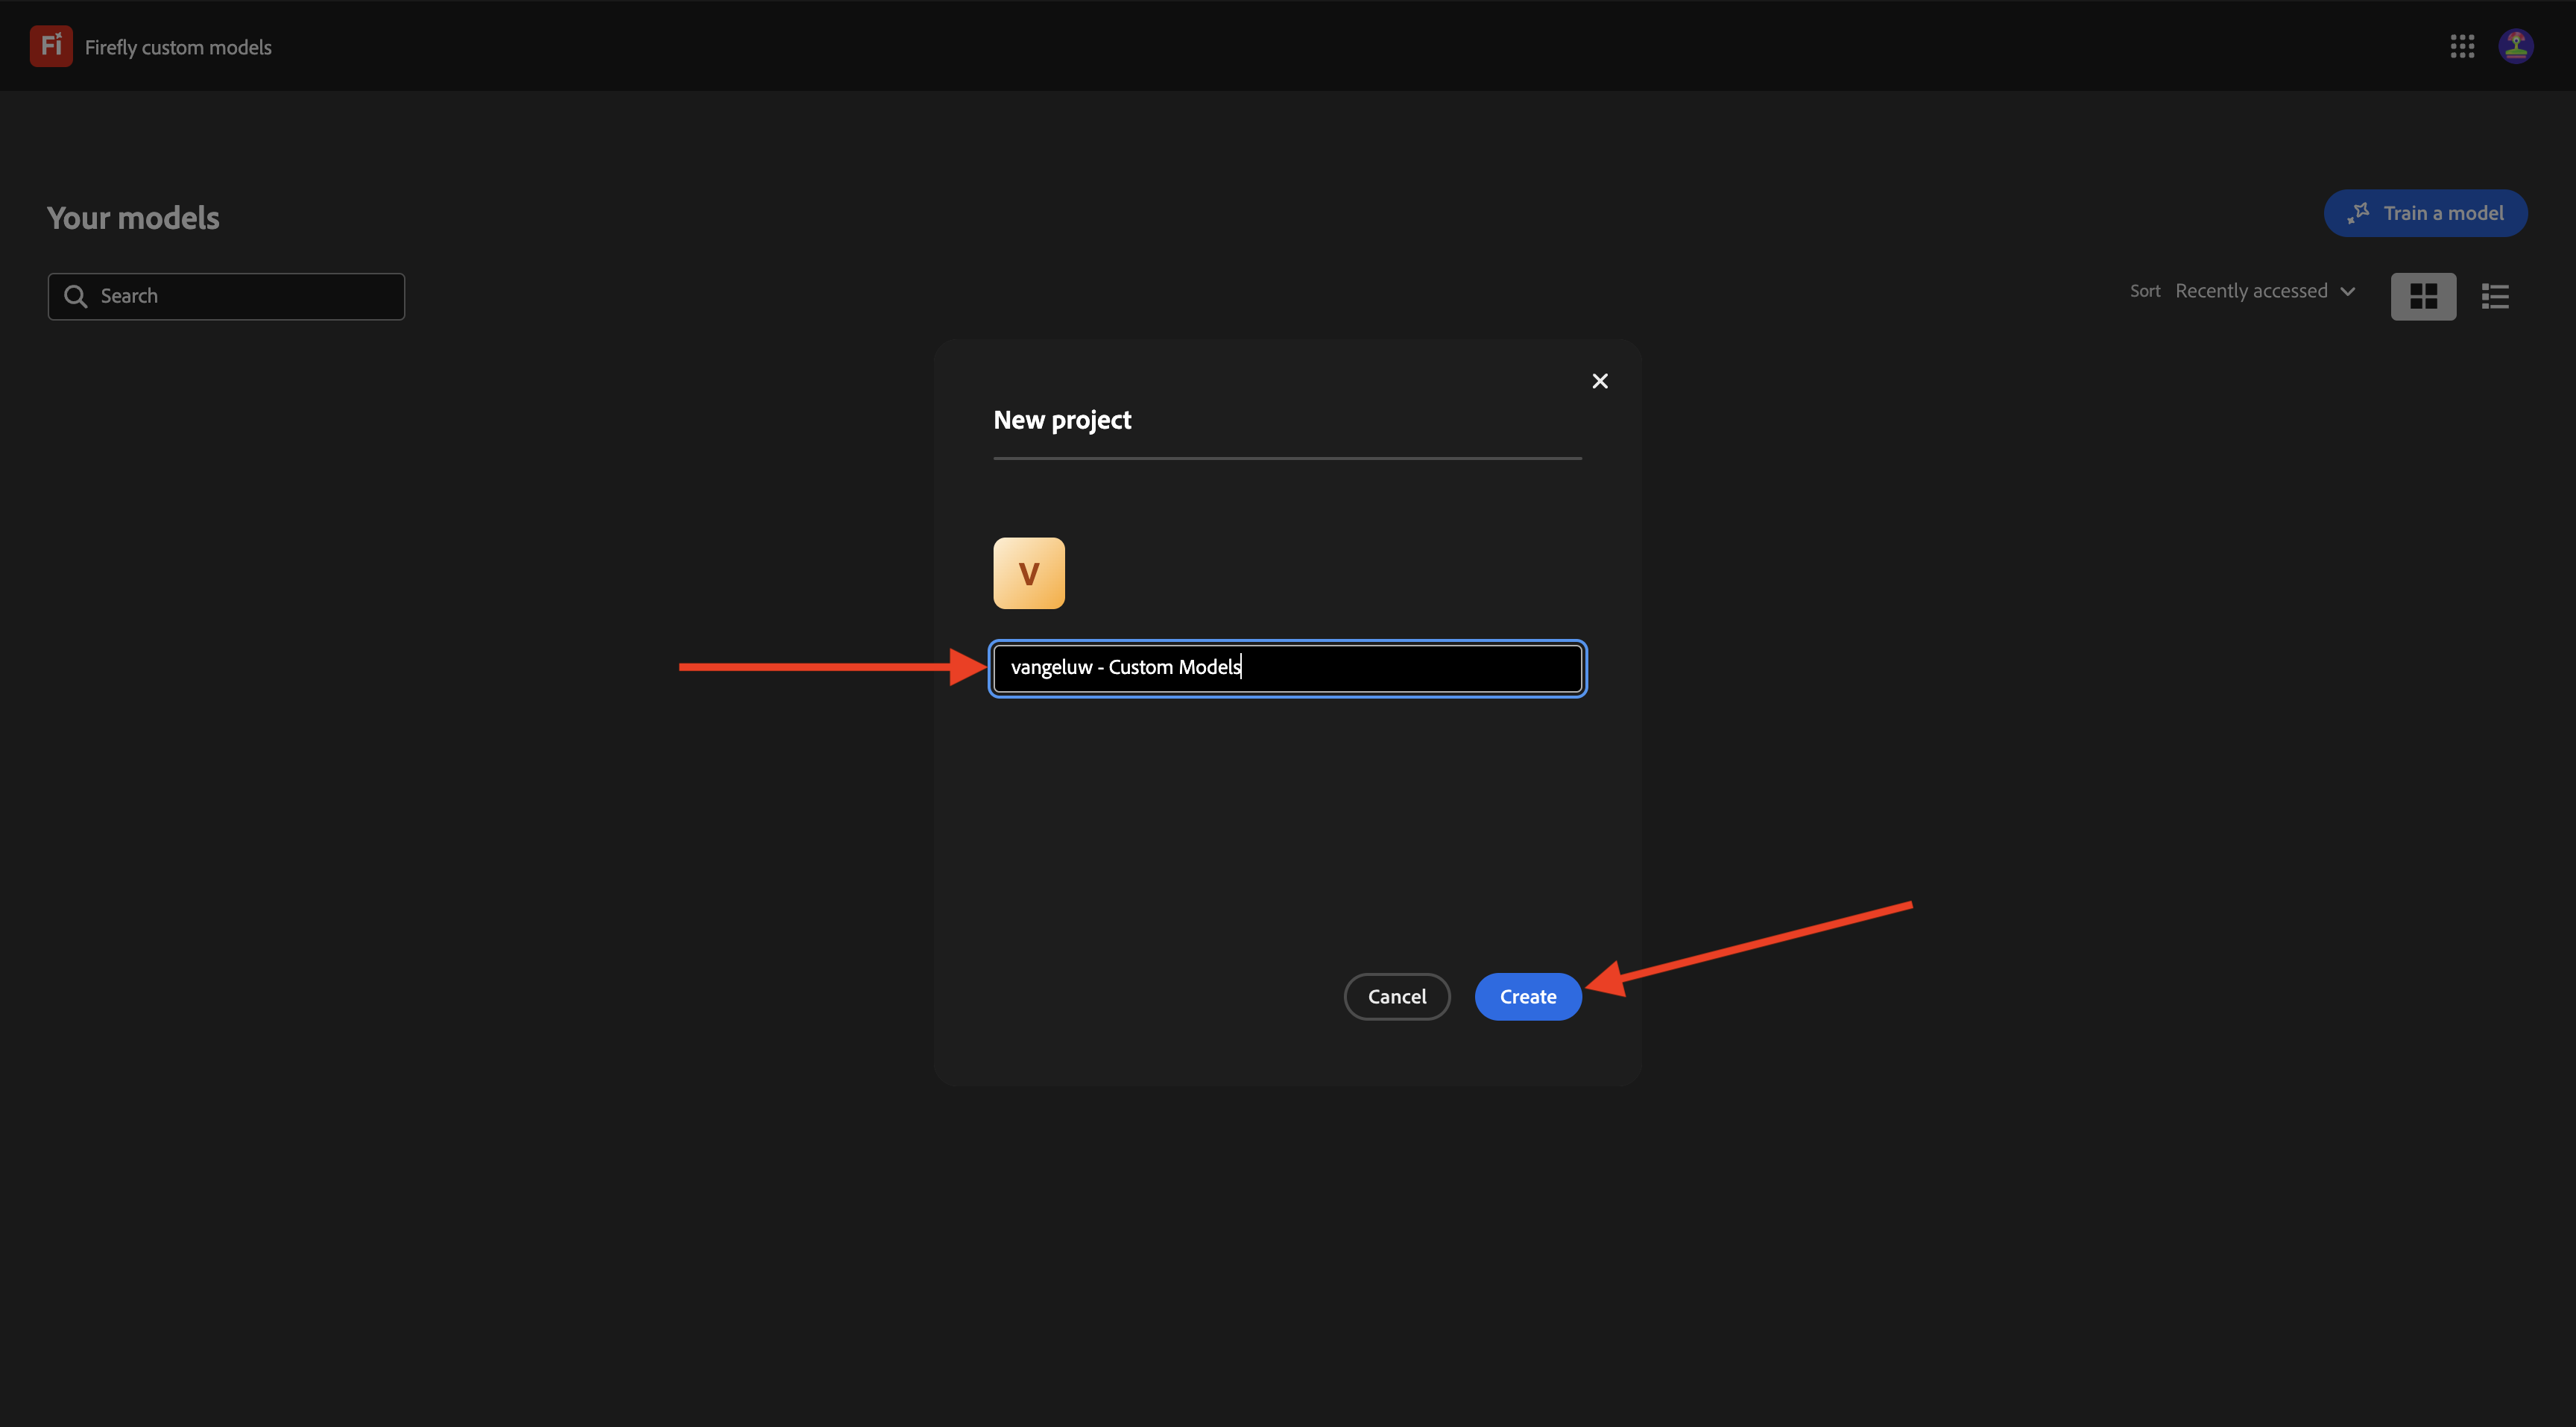 Fi Firefly custom models
Your models
Train a model
Search
Sort Recently accessed
New project
V
vangeluw - Custom Models
Cancel
Create